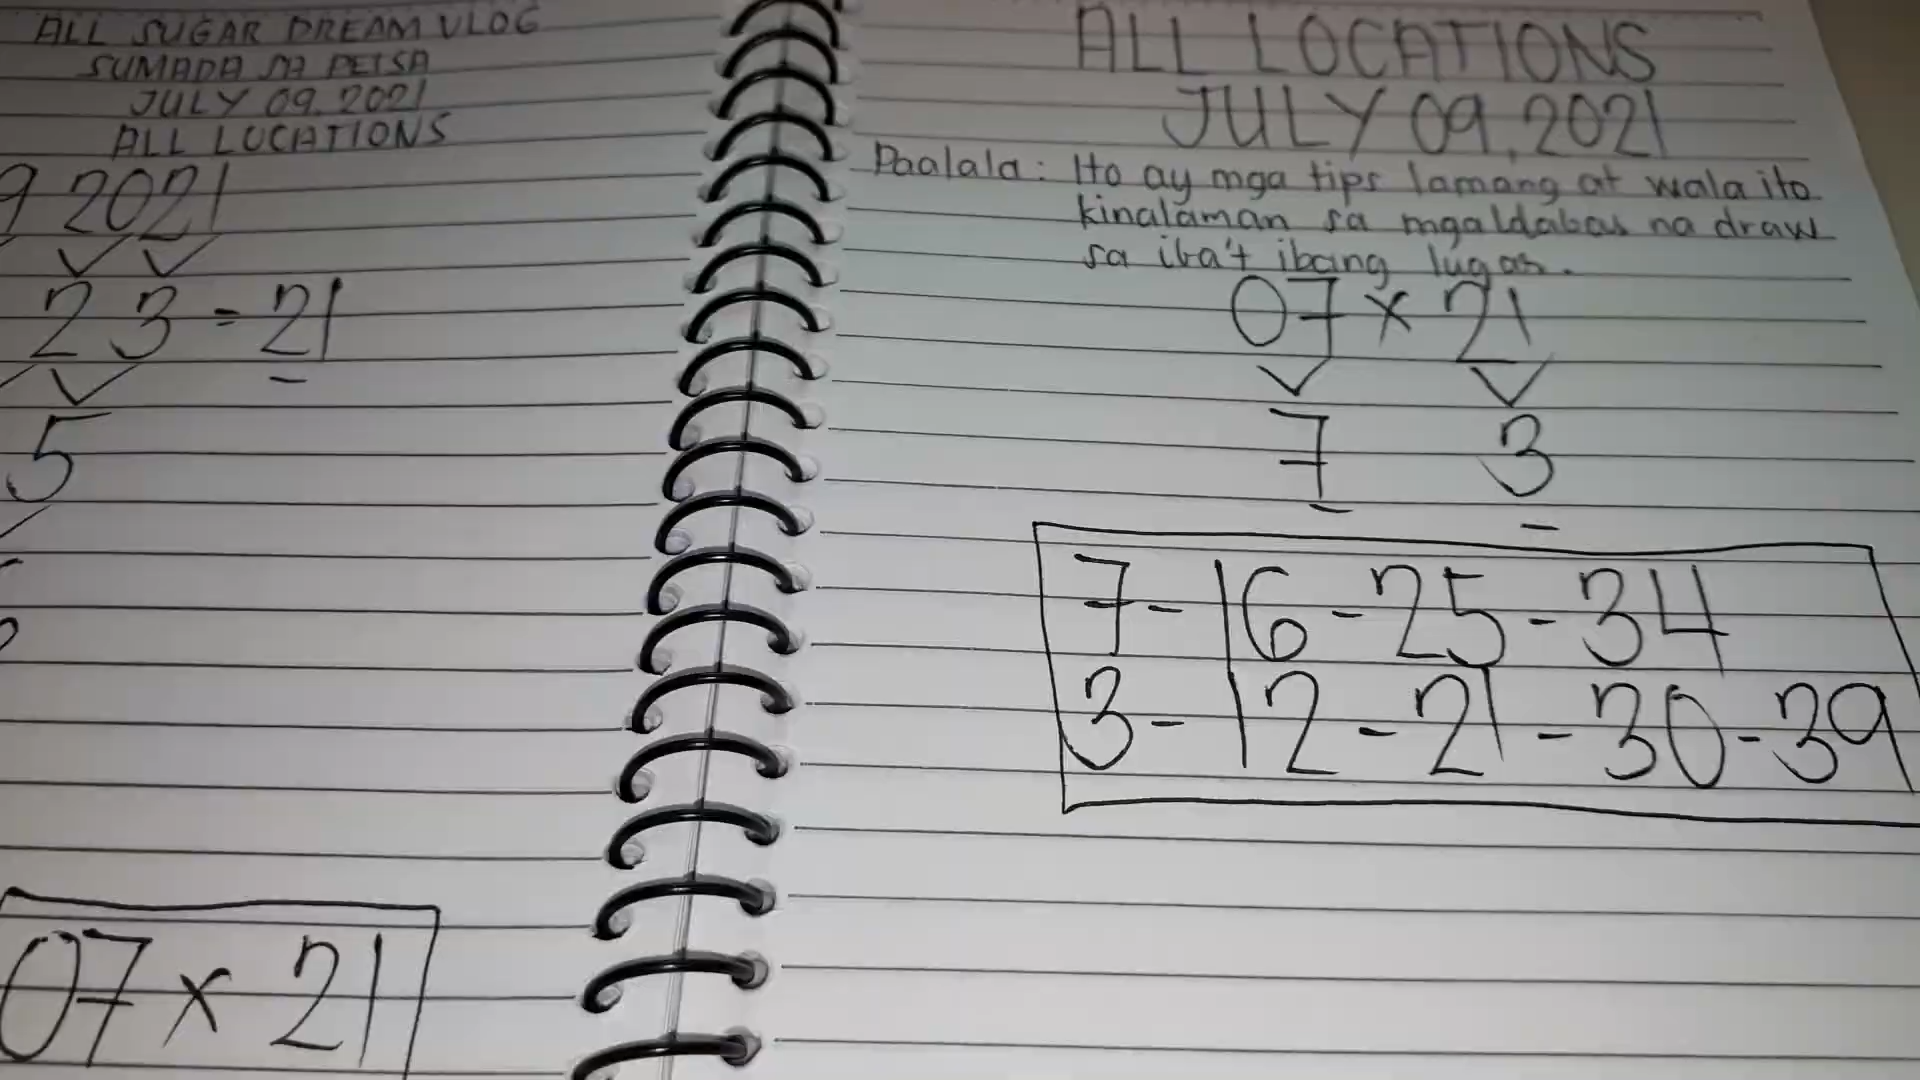 ALL SUGAR DREAM VLOG
SUMADA SA PETSA
JULY 09, 2021
ALL LOCATIONS
9 2021
2 3 = 21
5
07 x 21
ALL LOCATIONS
JULY 09, 2021
Paalala: Ito ay mga tips lamang at wala ito
kinalaman sa mga ldabas na draw
sa iba't ibang lugar.
07 x 21
7 3
7-16-25-34
3-12-21-30-39